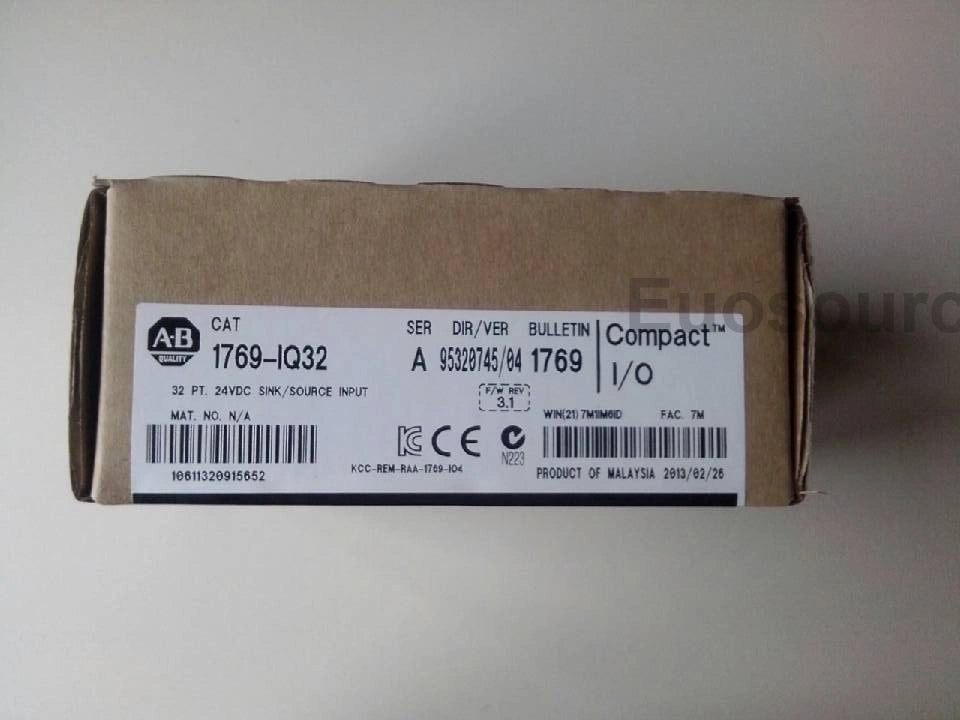 Euosourc
A-B
QUALITY
CAT
1769-IQ32
SER DIR/VER BULLETIN
A 95320745/04 1769
Compact™
I/O
32 PT. 24VDC SINK/SOURCE INPUT
F/W REV
3.1
MAT. NO. N/A
10611320915652
CE
N223
KCC-REM-RAA-1769-IO4
WIN(21) 7M1IM6ID FAC. 7M
PRODUCT OF MALAYSIA 2013/02/26